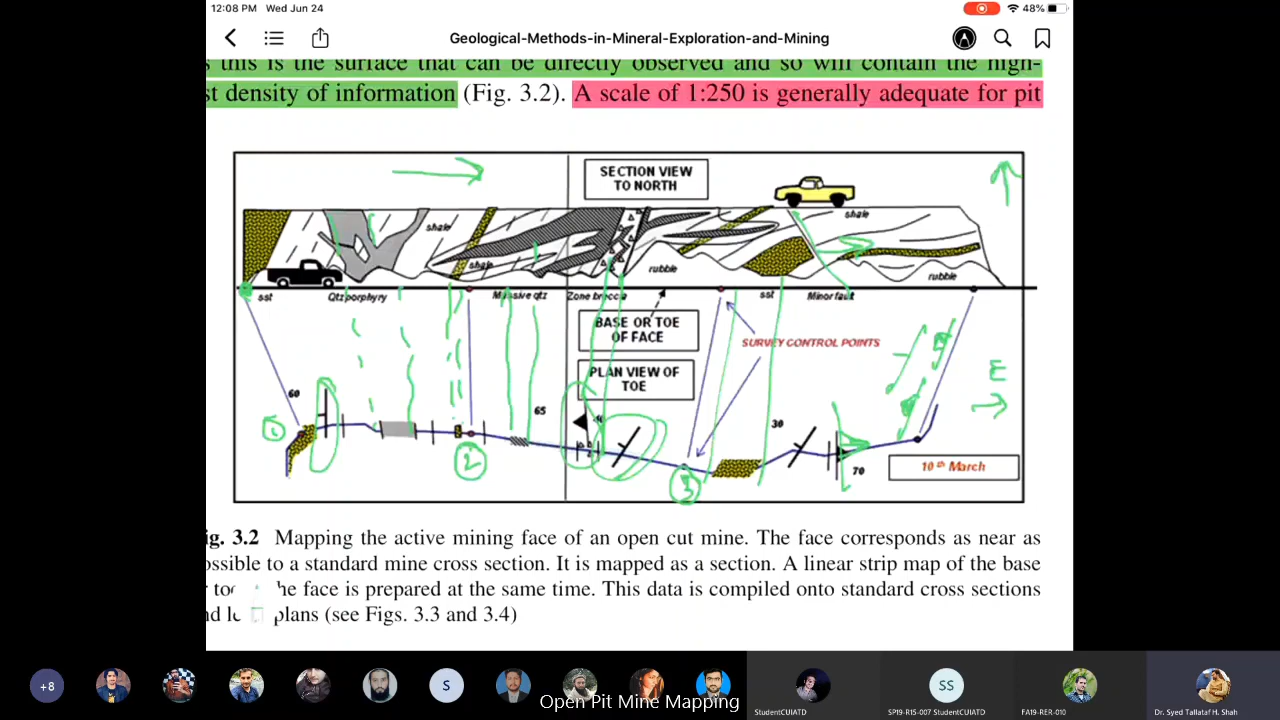 12:08 PM Wed Jun 24
48%
Geological-Methods-in-Mineral-Exploration-and-Mining
s this is the surface that can be directly observed and so will contain the high-
st density of information (Fig. 3.2). A scale of 1:250 is generally adequate for pit
SECTION VIEW
TO NORTH
shale
shale
shale
rubble
rubble
sst
Qtz porphyry
Massive qtz
Zone breccia
sst
Minor fault
BASE OR TOE
OF FACE
SURVEY CONTROL POINTS
PLAN VIEW OF
TOE
E
60
65
40
30
70
1
2
3
10th March
ig. 3.2 Mapping the active mining face of an open cut mine. The face corresponds as near as
ossible to a standard mine cross section. It is mapped as a section. A linear strip map of the base
he face is prepared at the same time. This data is compiled onto standard cross sections
plans (see Figs. 3.3 and 3.4)
+8
S
SS
Open Pit Mine Mapping
StudentCUIATD
SP19-R15-007 StudentCUIATD
FA19-RER-010
Dr. Syed Tallataf H. Shah